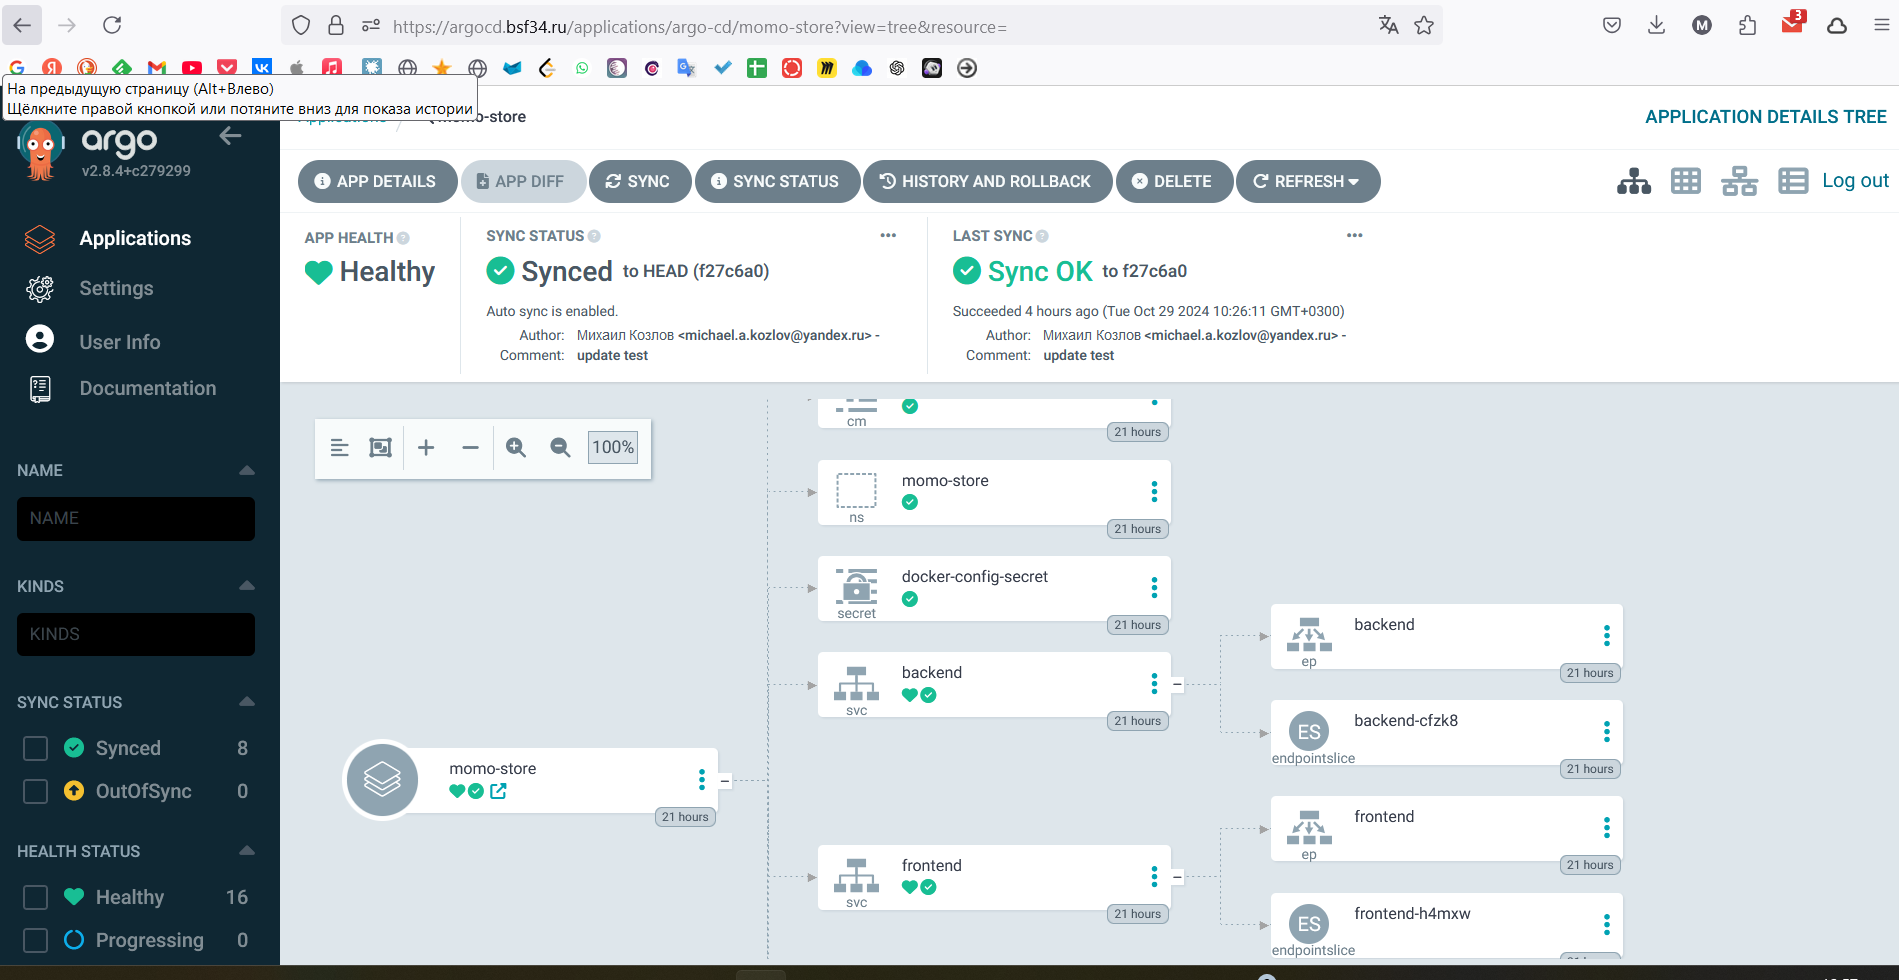 https://argocd.bsf34.ru/applications/argo-cd/momo-store?view=tree&resource=
M
3
На предыдущую страницу (Alt+Влево)
Щёлкните правой кнопкой или потяните вниз для показа истории
momo-store
APPLICATION DETAILS TREE
argo
v2.8.4+c279299
APP DETAILS
APP DIFF
SYNC
SYNC STATUS
HISTORY AND ROLLBACK
DELETE
REFRESH
Log out
Applications
Settings
User Info
Documentation
APP HEALTH
Healthy
SYNC STATUS
Synced to HEAD (f27c6a0)
Auto sync is enabled.
Author: Михаил Козлов <michael.a.kozlov@yandex.ru> -
Comment: update test
LAST SYNC
Sync OK to f27c6a0
Succeeded 4 hours ago (Tue Oct 29 2024 10:26:11 GMT+0300)
Author: Михаил Козлов <michael.a.kozlov@yandex.ru> -
Comment: update test
NAME
NAME
KINDS
KINDS
SYNC STATUS
Synced 8
OutOfSync 0
HEALTH STATUS
Healthy 16
Progressing 0
100%
momo-store
21 hours
cm
21 hours
momo-store
ns
21 hours
docker-config-secret
secret
21 hours
backend
svc
21 hours
frontend
svc
21 hours
backend
ep
21 hours
ES
backend-cfzk8
endpointslice
21 hours
frontend
ep
21 hours
ES
frontend-h4mxw
endpointslice